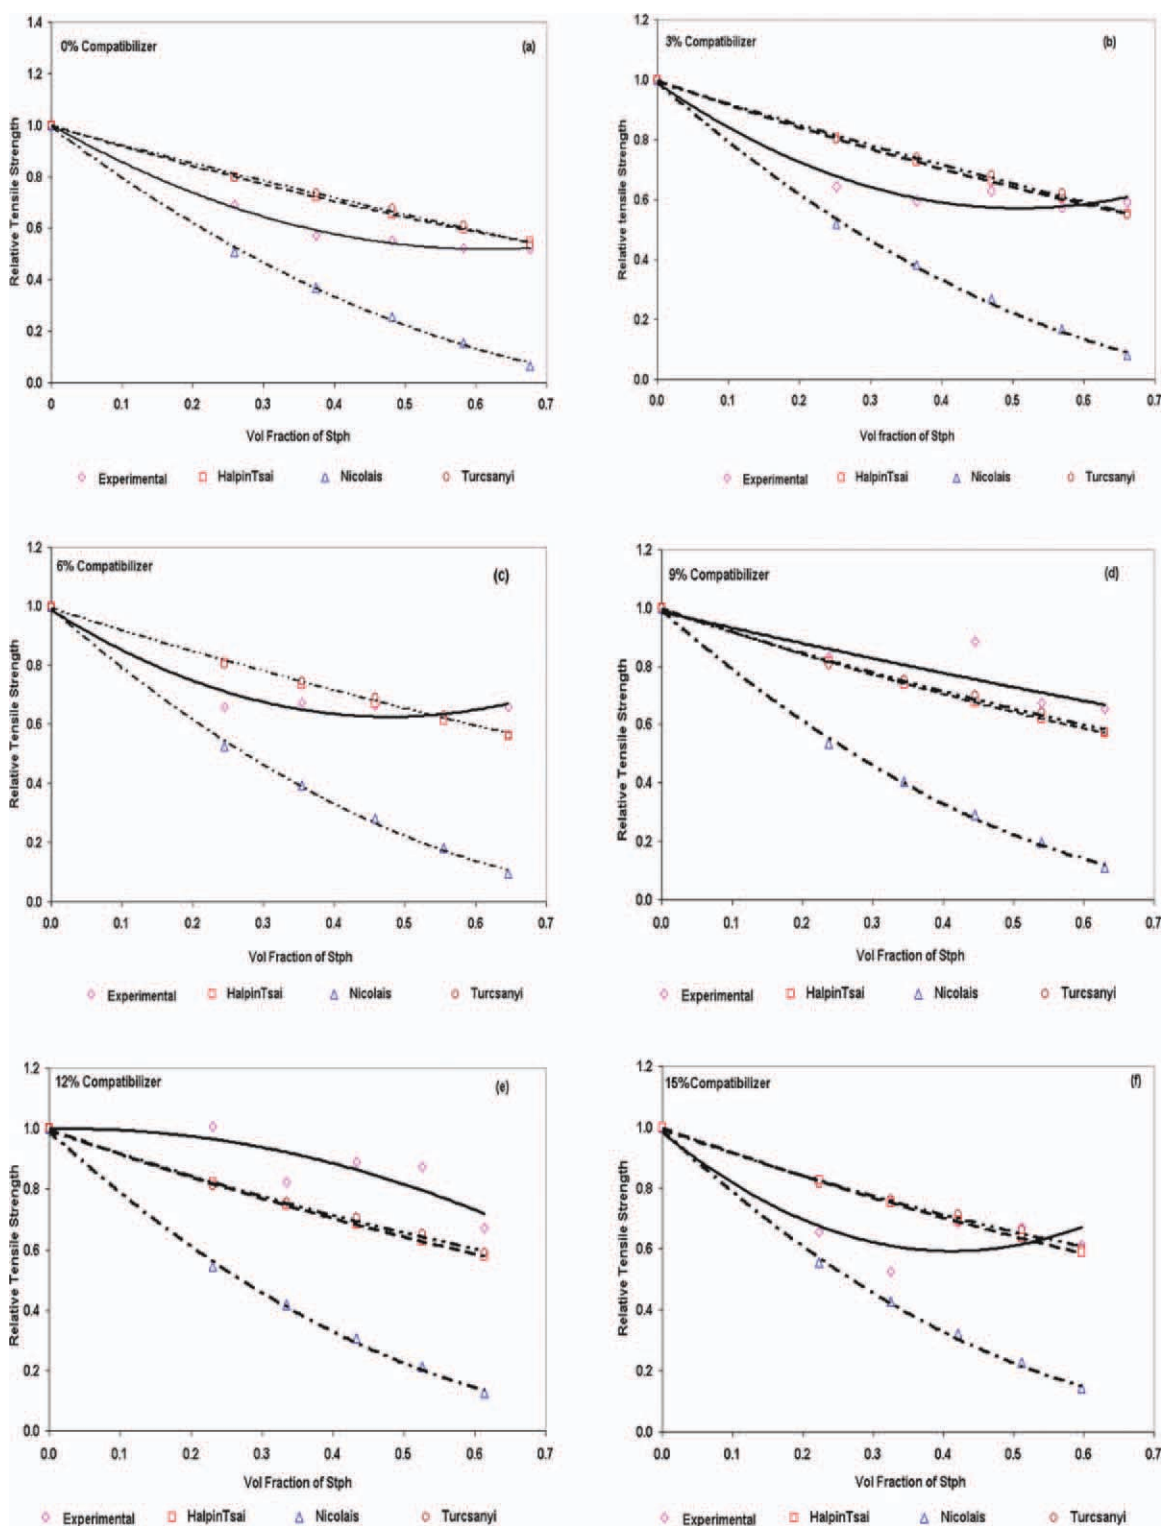 0% Compatibilizer (a)
Relative Tensile Strength
1.4
1.2
1.0
0.8
0.6
0.4
0.2
0.0
0 0.1 0.2 0.3 0.4 0.5 0.6 0.7
Vol Fraction of Stph
Experimental HalpinTsai Nicolais Turcsanyi
3% Compatibilizer (b)
Relative tensile Strength
1.2
1.0
0.8
0.6
0.4
0.2
0.0
0.0 0.1 0.2 0.3 0.4 0.5 0.6 0.7
Vol fraction of Stph
Experimental HalpinTsai Nicolais Turcsanyi
6% Compatibilizer (c)
Relative Tensile Strength
1.2
1.0
0.8
0.6
0.4
0.2
0.0
0.0 0.1 0.2 0.3 0.4 0.5 0.6 0.7
Vol Fraction of Stph
Experimental HalpinTsai Nicolais Turcsanyi
9% Compatibilizer (d)
Relative Tensile Strength
1.2
1.0
0.8
0.6
0.4
0.2
0.0
0.0 0.1 0.2 0.3 0.4 0.5 0.6 0.7
Vol Fraction of Stph
Experimental HalpinTsai Nicolais Turcsanyi
12% Compatibilizer (e)
Relative Tensile Strength
1.2
1.0
0.8
0.6
0.4
0.2
0.0
0.0 0.1 0.2 0.3 0.4 0.5 0.6 0.7
Vol Fraction of Stph
Experimental HalpinTsai Nicolais Turcsanyi
15%Compatibilizer (f)
Relative Tensile Strength
1.2
1.0
0.8
0.6
0.4
0.2
0.0
0.0 0.1 0.2 0.3 0.4 0.5 0.6 0.7
Vol Fraction of Stph
Experimental HalpinTsai Nicolais Turcsanyi